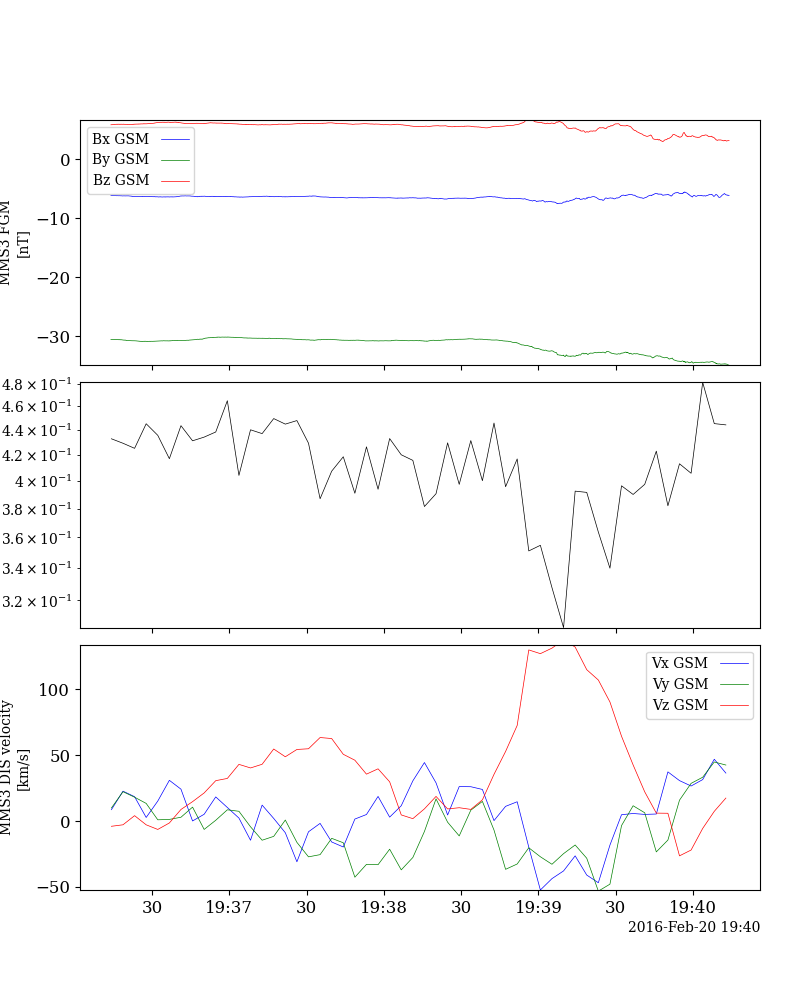 MMS3 FGM
[nT]
0
−10
−20
−30
Bx GSM
By GSM
Bz GSM
4.8 × 10⁻¹
4.6 × 10⁻¹
4.4 × 10⁻¹
4.2 × 10⁻¹
4 × 10⁻¹
3.8 × 10⁻¹
3.6 × 10⁻¹
3.4 × 10⁻¹
3.2 × 10⁻¹
MMS3 DIS velocity
[km/s]
100
50
0
−50
Vx GSM
Vy GSM
Vz GSM
30 19:37 30 19:38 30 19:39 30 19:40
2016-Feb-20 19:40